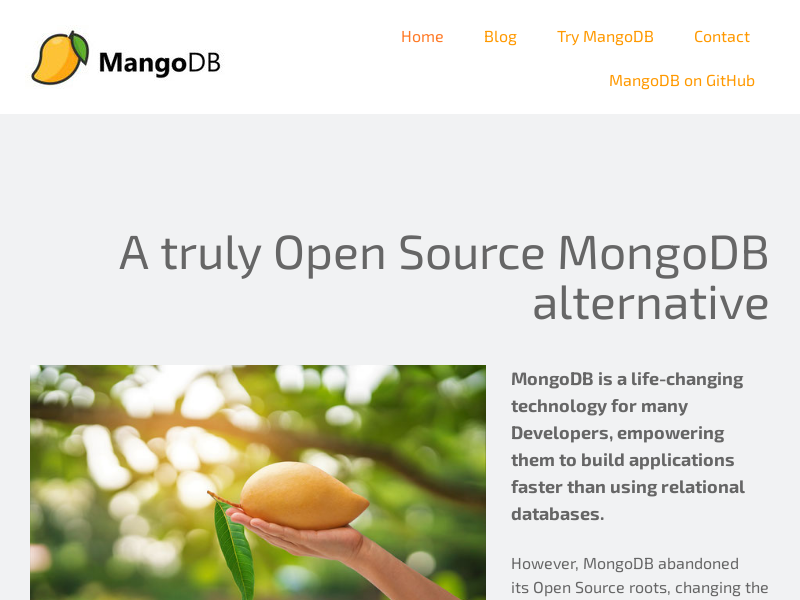 MangoDB
Home Blog Try MangoDB Contact
MangoDB on GitHub
A truly Open Source MongoDB
alternative
MongoDB is a life-changing
technology for many
Developers, empowering
them to build applications
faster than using relational
databases.
However, MongoDB abandoned
its Open Source roots, changing the